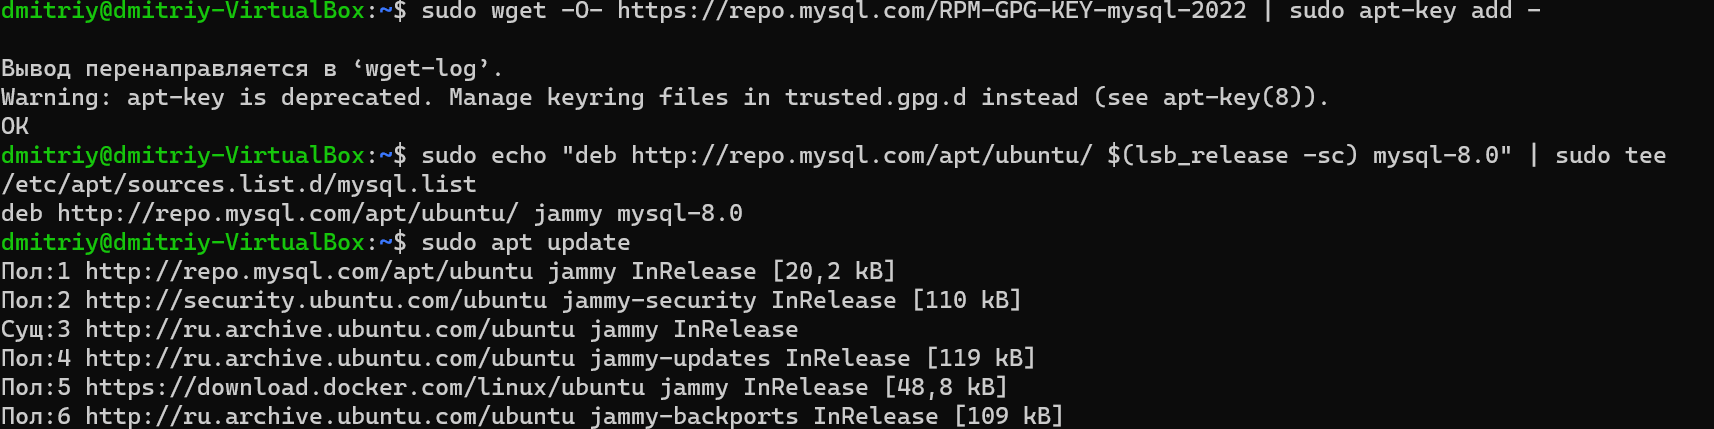 dmitriy@dmitriy-VirtualBox:~$ sudo wget -O- https://repo.mysql.com/RPM-GPG-KEY-mysql-2022 | sudo apt-key add -
Вывод перенаправляется в ‘wget-log’.
Warning: apt-key is deprecated. Manage keyring files in trusted.gpg.d instead (see apt-key(8)).
OK
dmitriy@dmitriy-VirtualBox:~$ sudo echo "deb http://repo.mysql.com/apt/ubuntu/ $(lsb_release -sc) mysql-8.0" | sudo tee
/etc/apt/sources.list.d/mysql.list
deb http://repo.mysql.com/apt/ubuntu/ jammy mysql-8.0
dmitriy@dmitriy-VirtualBox:~$ sudo apt update
Пол:1 http://repo.mysql.com/apt/ubuntu jammy InRelease [20,2 kB]
Пол:2 http://security.ubuntu.com/ubuntu jammy-security InRelease [110 kB]
Сущ:3 http://ru.archive.ubuntu.com/ubuntu jammy InRelease
Пол:4 http://ru.archive.ubuntu.com/ubuntu jammy-updates InRelease [119 kB]
Пол:5 https://download.docker.com/linux/ubuntu jammy InRelease [48,8 kB]
Пол:6 http://ru.archive.ubuntu.com/ubuntu jammy-backports InRelease [109 kB]